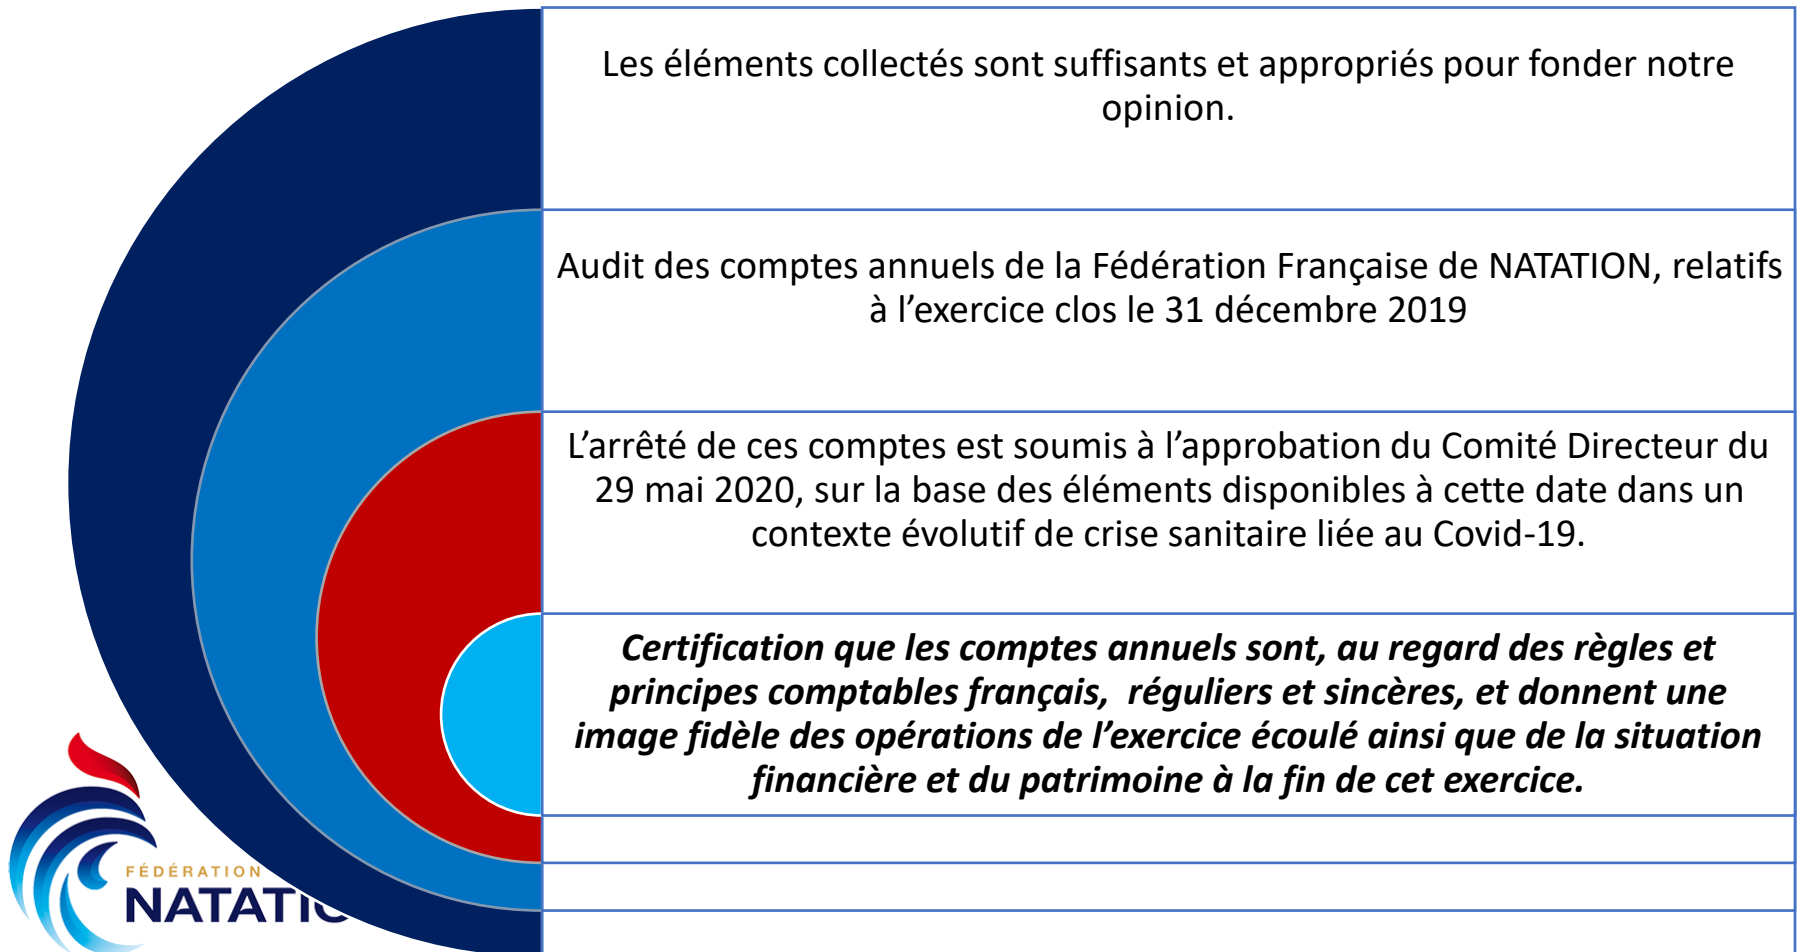 Les éléments collectés sont suffisants et appropriés pour fonder notre
opinion.
Audit des comptes annuels de la Fédération Française de NATATION, relatifs
à l’exercice clos le 31 décembre 2019
L’arrêté de ces comptes est soumis à l’approbation du Comité Directeur du
29 mai 2020, sur la base des éléments disponibles à cette date dans un
contexte évolutif de crise sanitaire liée au Covid-19.
Certification que les comptes annuels sont, au regard des règles et
principes comptables français, réguliers et sincères, et donnent une
image fidèle des opérations de l’exercice écoulé ainsi que de la situation
financière et du patrimoine à la fin de cet exercice.
FÉDÉRATION